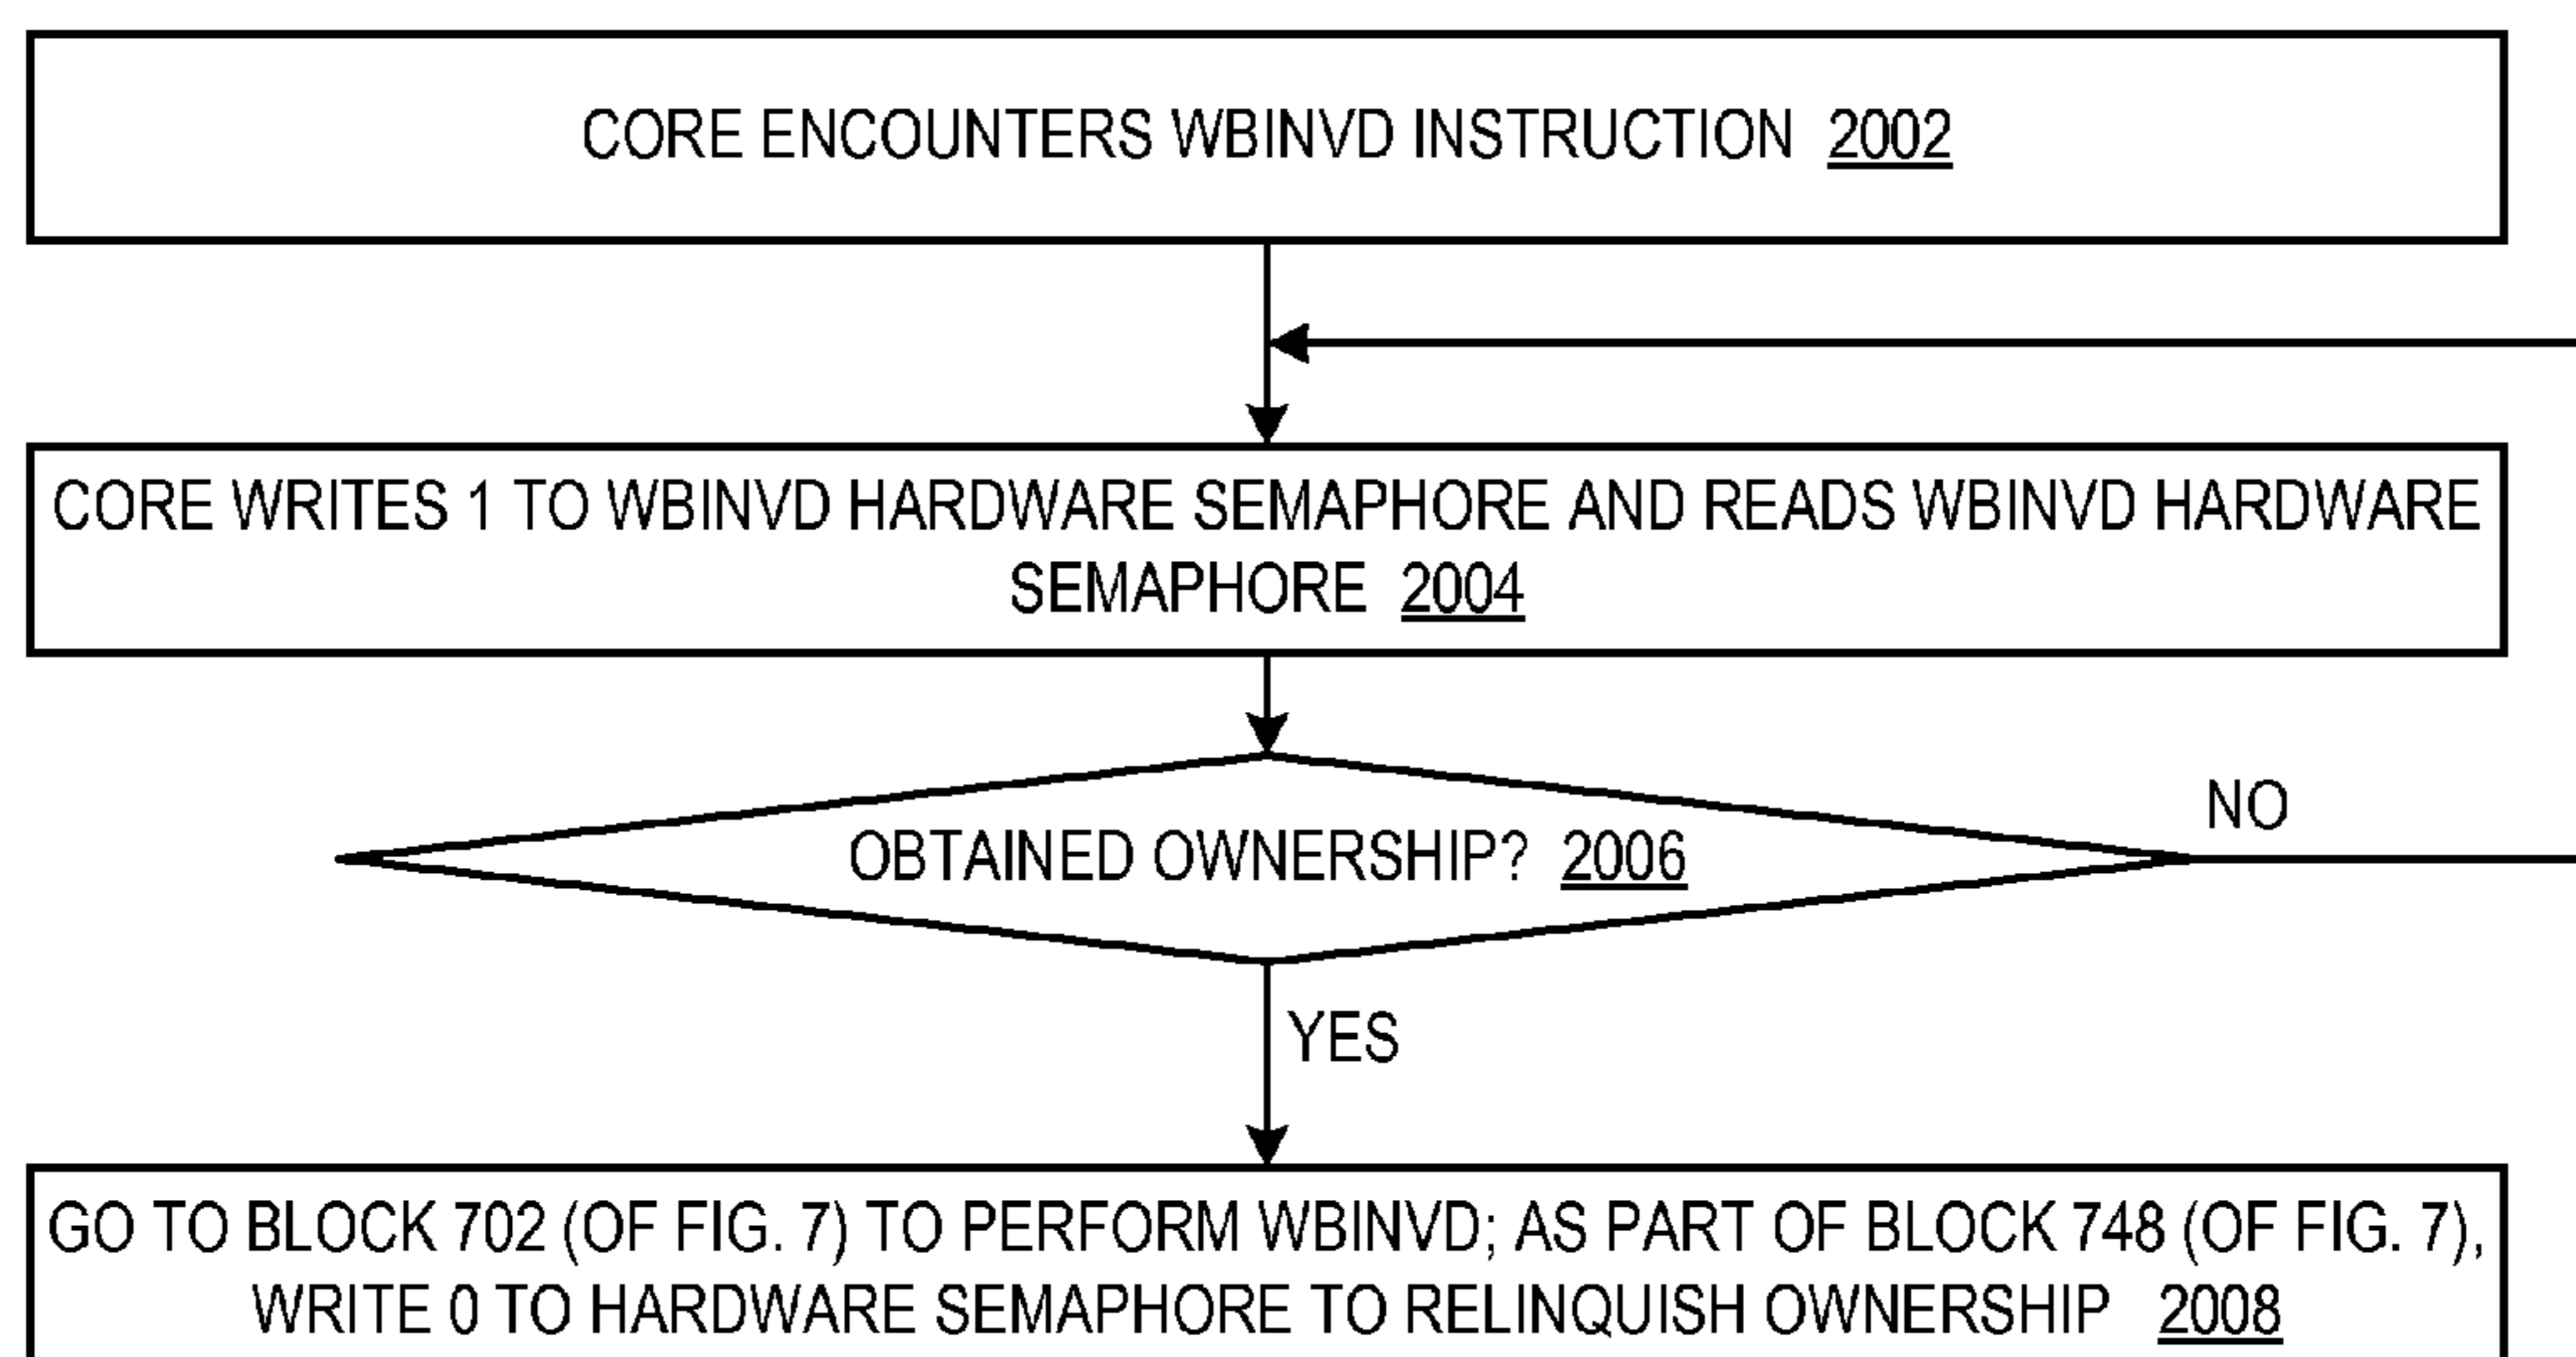 CORE ENCOUNTERS WBINVD INSTRUCTION 2002
CORE WRITES 1 TO WBINVD HARDWARE SEMAPHORE AND READS WBINVD HARDWARE
SEMAPHORE 2004
OBTAINED OWNERSHIP? 2006
NO
YES
GO TO BLOCK 702 (OF FIG. 7) TO PERFORM WBINVD; AS PART OF BLOCK 748 (OF FIG. 7),
WRITE 0 TO HARDWARE SEMAPHORE TO RELINQUISH OWNERSHIP 2008